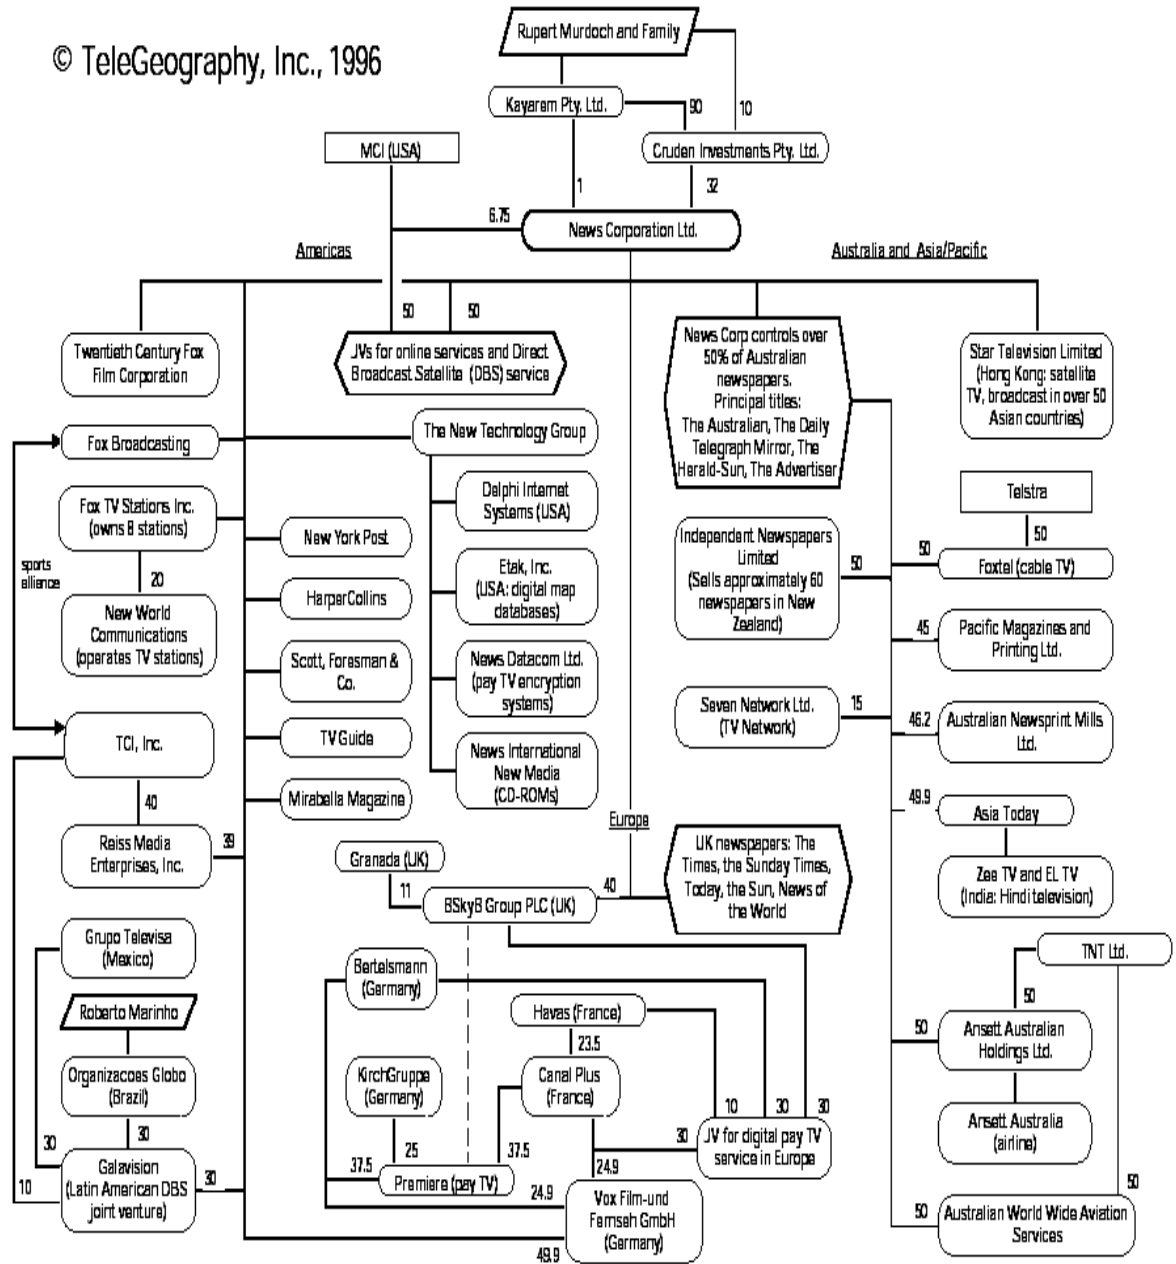 © TeleGeography, Inc., 1996
Rupert Murdoch and Family
Kayarem Pty. Ltd.
90
10
MCI (USA)
Cruden Investments Pty. Ltd.
1
32
6.75
News Corporation Ltd.
Americas
Australia and Asia/Pacific
50
50
Twentieth Century Fox
Film Corporation
JVs for online services and Direct
Broadcast Satellite (DBS) service
News Corp controls over
50% of Australian
newspapers.
Principal titles:
The Australian, The Daily
Telegraph Mirror, The
Herald-Sun, The Advertiser
Star Television Limited
(Hong Kong: satellite
TV, broadcast in over 50
Asian countries)
Fox Broadcasting
The New Technology Group
Fox TV Stations Inc.
(owns 8 stations)
Delphi Internet
Systems (USA)
Telstra
50
New York Post
Independent Newspapers
Limited
(Sells approximately 60
newspapers in New
Zealand)
50
50
Foxtel (cable TV)
sports
alliance
20
Etak, Inc.
(USA: digital map
databases)
HarperCollins
New World
Communications
(operates TV stations)
45
Pacific Magazines and
Printing Ltd.
Scott, Foresman &
Co.
News Datacom Ltd.
(pay TV encryption
systems)
Seven Network Ltd.
(TV Network)
15
46.2
Australian Newsprint Mills
Ltd.
TCI, Inc.
TV Guide
News International
New Media
(CD-ROMs)
40
Mirabella Magazine
49.9
Asia Today
Europe
Reiss Media
Enterprises, Inc.
39
Granada (UK)
UK newspapers: The
Times, the Sunday Times,
Today, the Sun, News of
the World
Zee TV and EL TV
(India: Hindi television)
11
BSkyB Group PLC (UK)
40
Grupo Televisa
(Mexico)
TNT Ltd.
Bertelsmann
(Germany)
50
Roberto Marinho
Havas (France)
50
Ansett Australian
Holdings Ltd.
23.5
Organizacoes Globo
(Brazil)
KirchGruppe
(Germany)
Canal Plus
(France)
10
30
30
Ansett Australia
(airline)
30
30
25
37.5
30
JV for digital pay TV
service in Europe
Galavision
(Latin American DBS
joint venture)
10
30
37.5
Premiere (pay TV)
24.9
24.9
Vox Film-und
Fernseh GmbH
(Germany)
49.9
50
50
Australian World Wide Aviation
Services